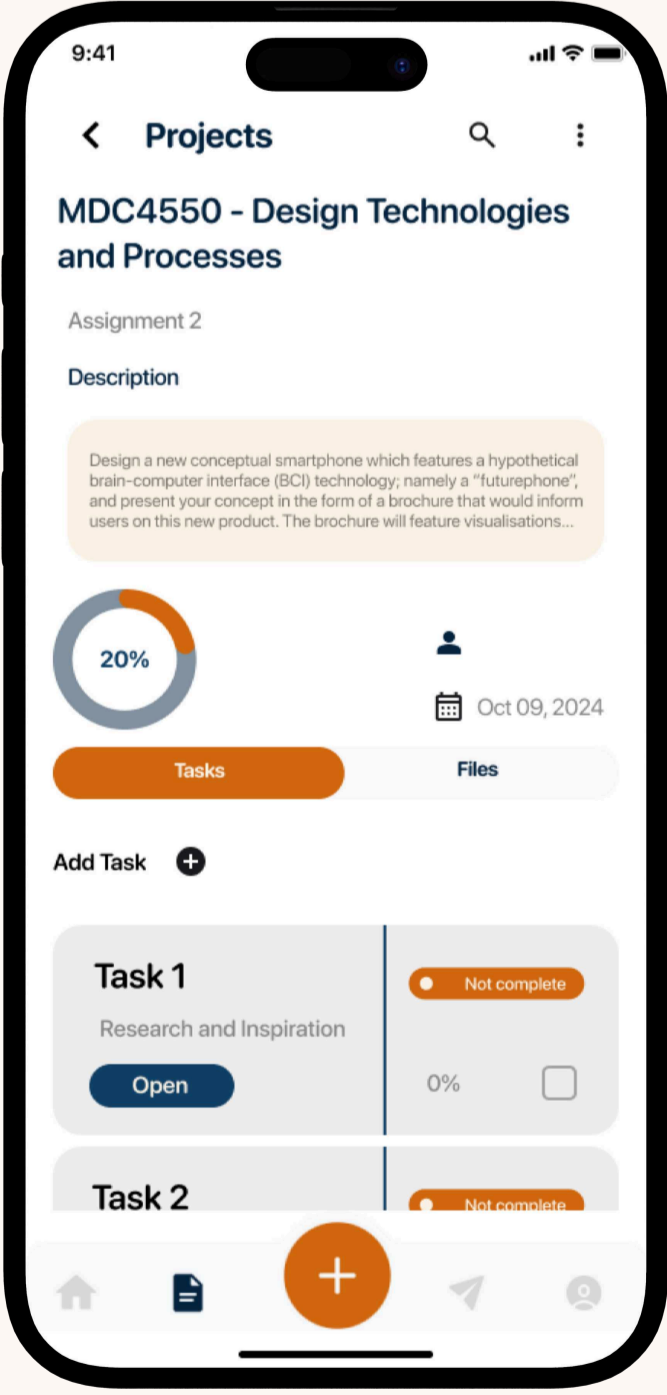 9:41
Projects
MDC4550 - Design Technologies
and Processes
Assignment 2
Description
Design a new conceptual smartphone which features a hypothetical
brain-computer interface (BCI) technology; namely a “futurephone”,
and present your concept in the form of a brochure that would inform
users on this new product. The brochure will feature visualisations...
20%
Oct 09, 2024
Tasks
Files
Add Task
Task 1
Not complete
Research and Inspiration
Open
0%
Task 2
Not complete